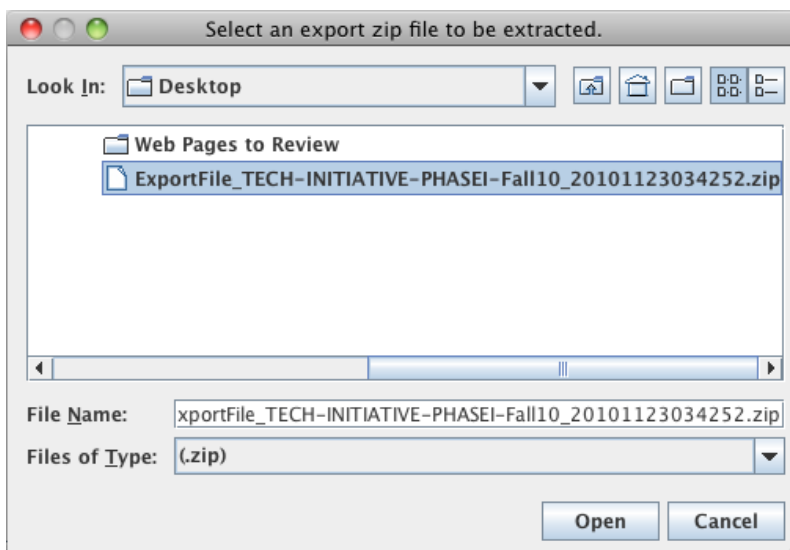 Select an export zip file to be extracted.
Look In: Desktop
Web Pages to Review
ExportFile_TECH-INITIATIVE-PHASEI-Fall10_20101123034252.zip
File Name: xportFile_TECH-INITIATIVE-PHASEI-Fall10_20101123034252.zip
Files of Type: (.zip)
Open Cancel